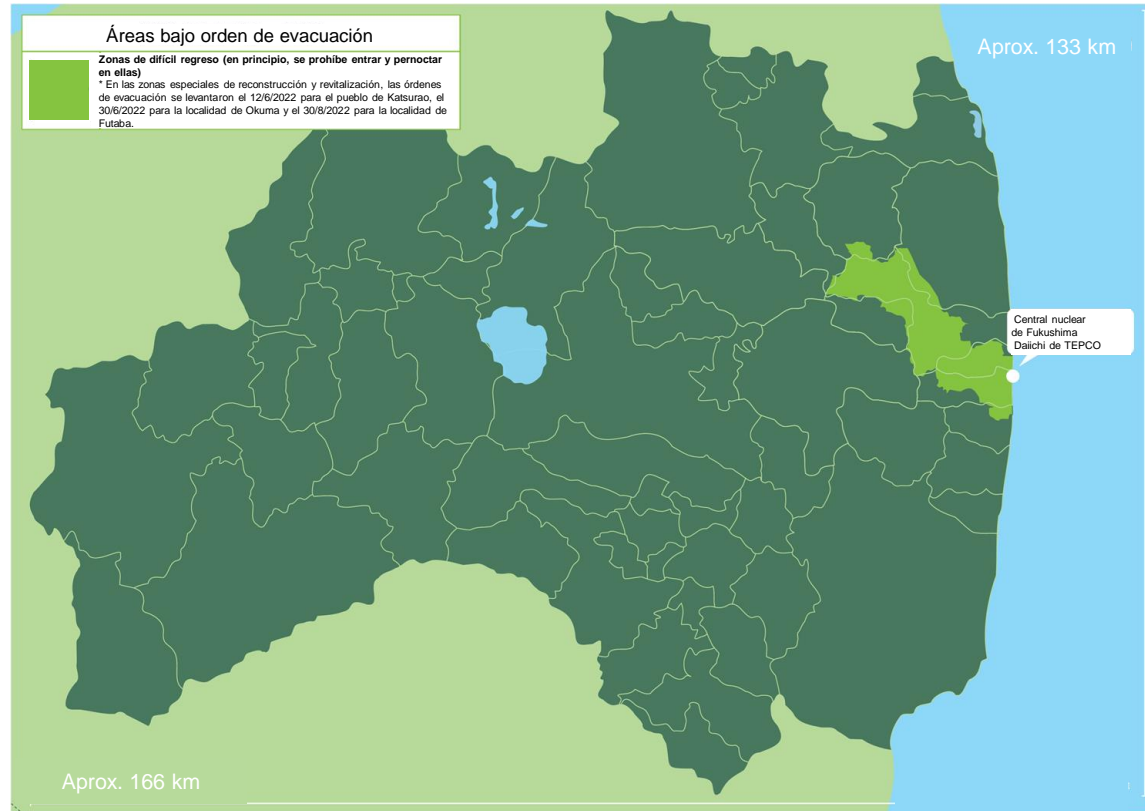 Áreas bajo orden de evacuación
Zonas de difícil regreso (en principio, se prohíbe entrar y pernoctar
en ellas)
* En las zonas especiales de reconstrucción y revitalización, las órdenes
de evacuación se levantaron el 12/6/2022 para el pueblo de Katsurao, el
30/6/2022 para la localidad de Okuma y el 30/8/2022 para la localidad de
Futaba.
Aprox. 133 km
Central nuclear
de Fukushima
Daiichi de TEPCO
Aprox. 166 km